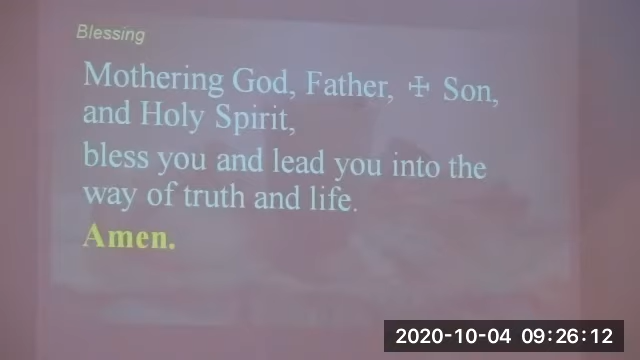 Blessing
Mothering God, Father, ☩ Son,
and Holy Spirit,
bless you and lead you into the
way of truth and life.
Amen.
2020-10-04 09:26:12